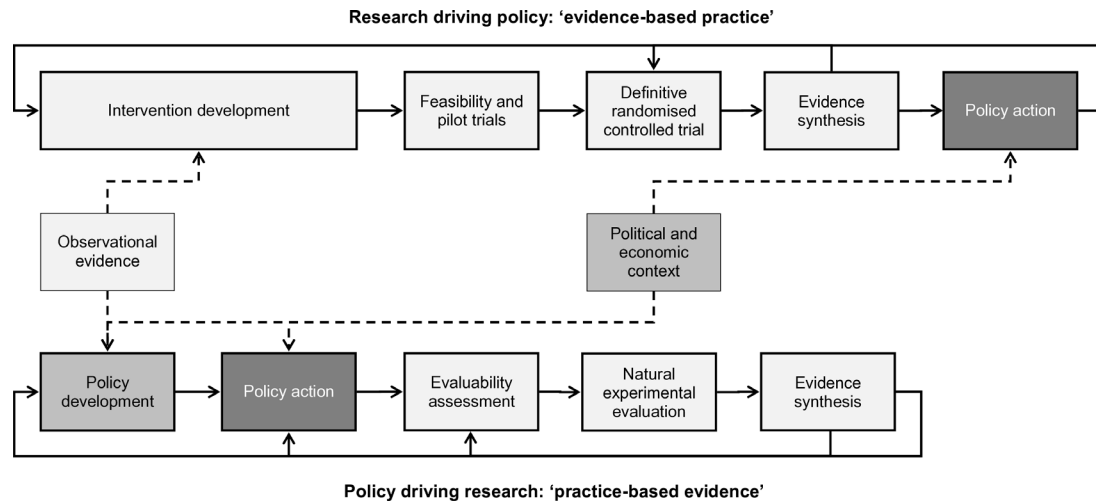 Research driving policy: ‘evidence-based practice’
Intervention development
Feasibility and
pilot trials
Definitive
randomised
controlled trial
Evidence
synthesis
Policy action
Observational
evidence
Political and
economic
context
Policy
development
Policy action
Evaluability
assessment
Natural
experimental
evaluation
Evidence
synthesis
Policy driving research: ‘practice-based evidence’